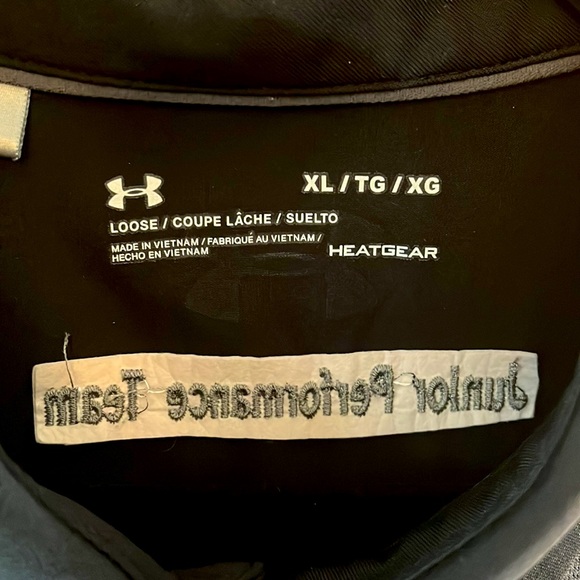 XL / TG / XG
LOOSE / COUPE LÂCHE / SUELTO
MADE IN VIETNAM / FABRIQUÉ AU VIETNAM /
HECHO EN VIETNAM
HEATGEAR
Junior Performance Team